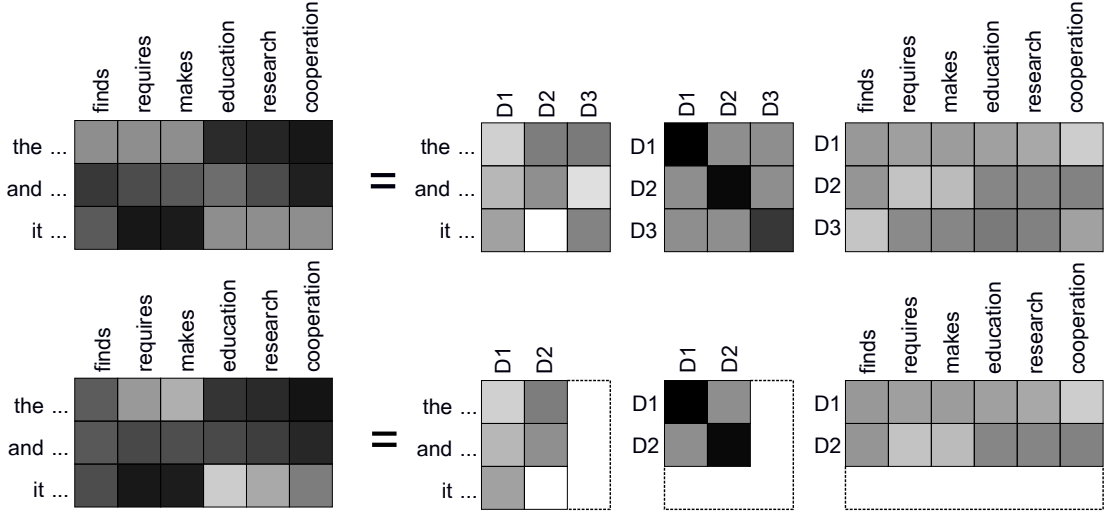 finds requires makes education research cooperation
D1 D2 D3
D1 D2 D3
finds requires makes education research cooperation
the ...
and ...
it ...
=
the ...
and ...
it ...
D1
D2
D3
D1
D2
D3
finds requires makes education research cooperation
D1 D2
D1 D2
finds requires makes education research cooperation
the ...
and ...
it ...
=
the ...
and ...
it ...
D1
D2
D1
D2